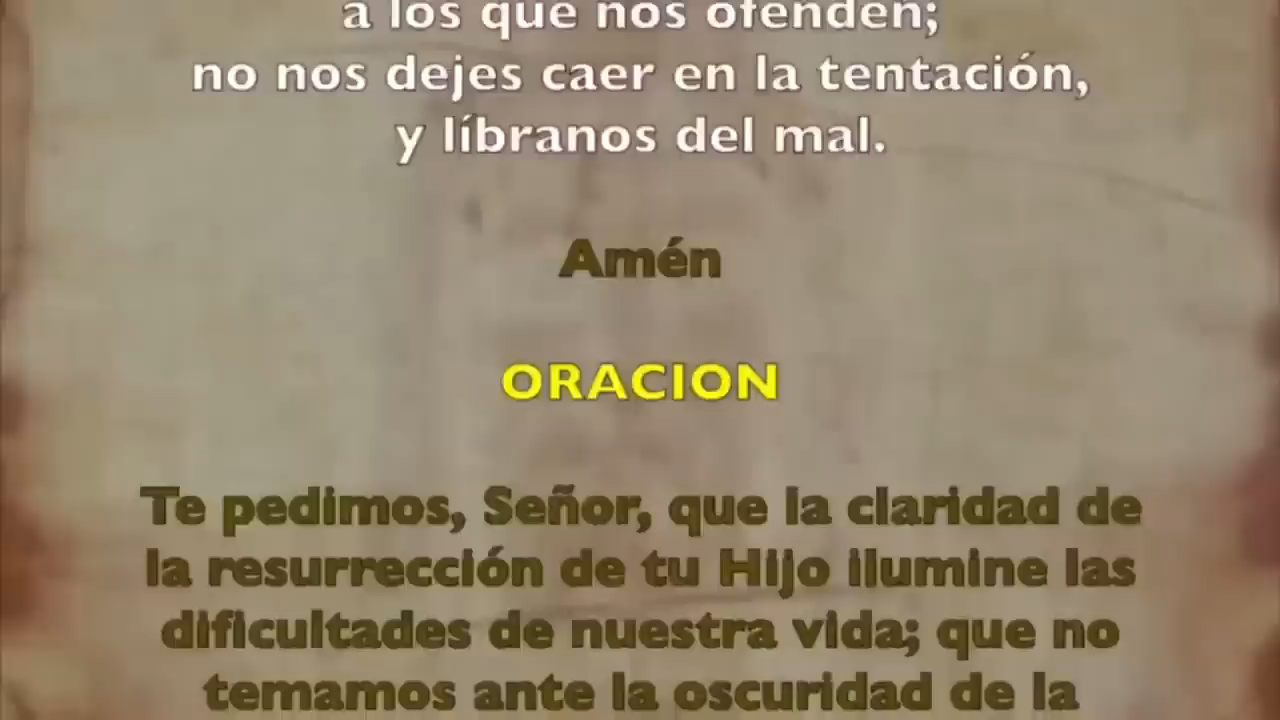 a los que nos ofenden;
no nos dejes caer en la tentación,
y líbranos del mal.
Amén
ORACION
Te pedimos, Señor, que la claridad de
la resurrección de tu Hijo ilumine las
dificultades de nuestra vida; que no
temamos ante la oscuridad de la